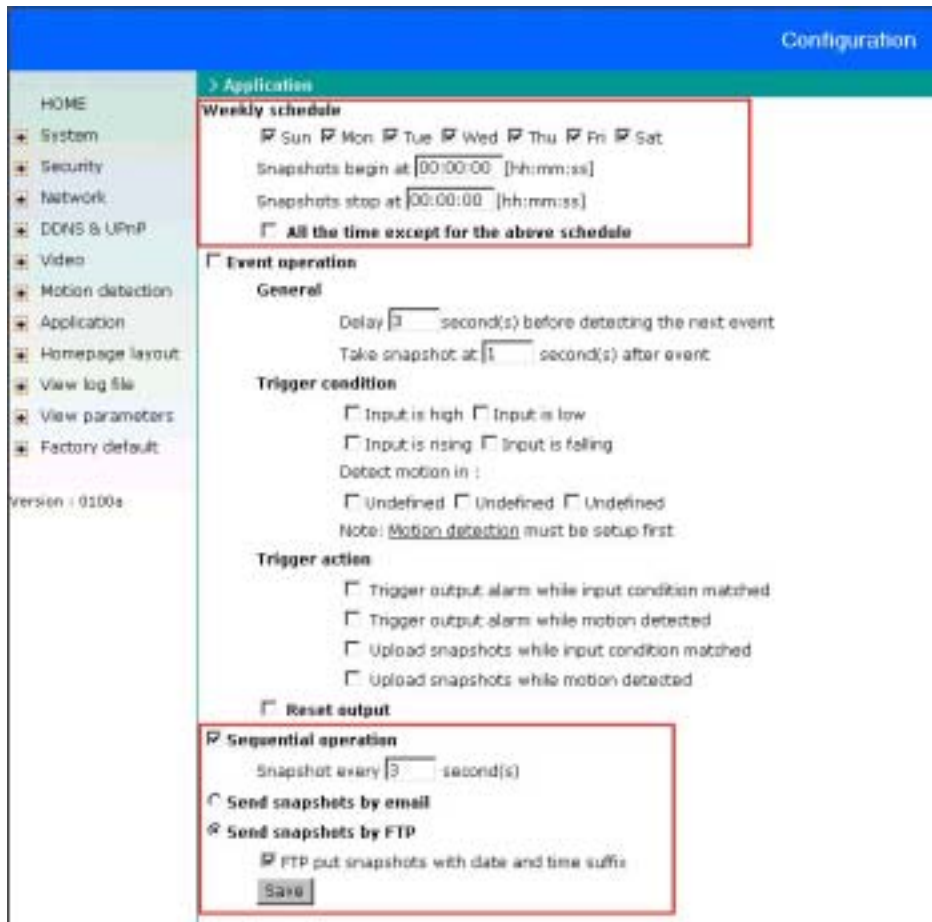 Configuration
HOME
System
Security
Network
DDNS & UPnP
Video
Motion detection
Application
Homepage layout
View log file
View parameters
Factory default
Version : 0100a
> Application
Weekly schedule
Sun Mon Tue Wed Thu Fri Sat
Snapshots begin at 00:00:00 [hh:mm:ss]
Snapshots stop at 00:00:00 [hh:mm:ss]
All the time except for the above schedule
Event operation
General
Delay 3 second(s) before detecting the next event
Take snapshot at 1 second(s) after event
Trigger condition
Input is high Input is low
Input is rising Input is falling
Detect motion in :
Undefined Undefined Undefined
Note: Motion detection must be setup first
Trigger action
Trigger output alarm while input condition matched
Trigger output alarm while motion detected
Upload snapshots while input condition matched
Upload snapshots while motion detected
Reset output
Sequential operation
Snapshot every 3 second(s)
Send snapshots by email
Send snapshots by FTP
FTP put snapshots with date and time suffix
Save